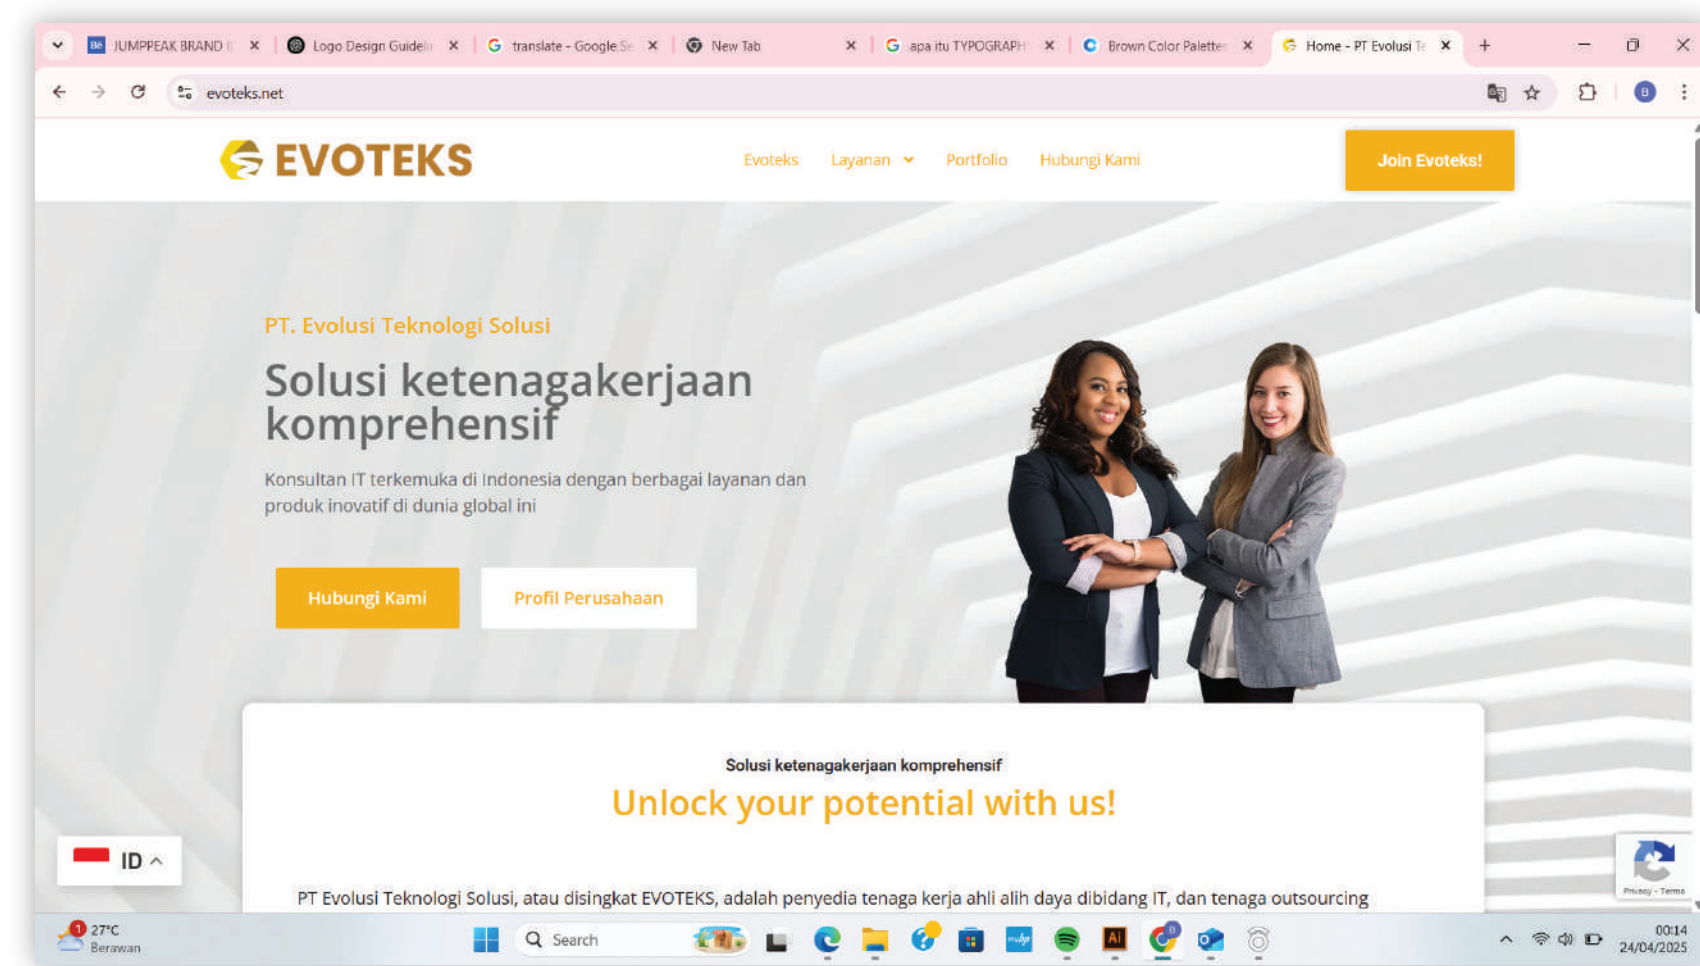 Bē JUMPPEAK BRAND
Logo Design Guideli
translate - Google Se
New Tab
apa itu TYPOGRAPH
Brown Color Palette
Home - PT Evolusi Te
evoteks.net
B
EVOTEKS
Evoteks
Layanan
Portfolio
Hubungi Kami
Join Evoteks!
PT. Evolusi Teknologi Solusi
Solusi ketenagakerjaan
komprehensif
Konsultan IT terkemuka di Indonesia dengan berbagai layanan dan
produk inovatif di dunia global ini
Hubungi Kami
Profil Perusahaan
Solusi ketenagakerjaan komprehensif
Unlock your potential with us!
ID
Privacy - Terms
PT Evolusi Teknologi Solusi, atau disingkat EVOTEKS, adalah penyedia tenaga kerja ahli alih daya dibidang IT, dan tenaga outsourcing
1
27°C
Berawan
Search
myhp
Ai
00:14
24/04/2025